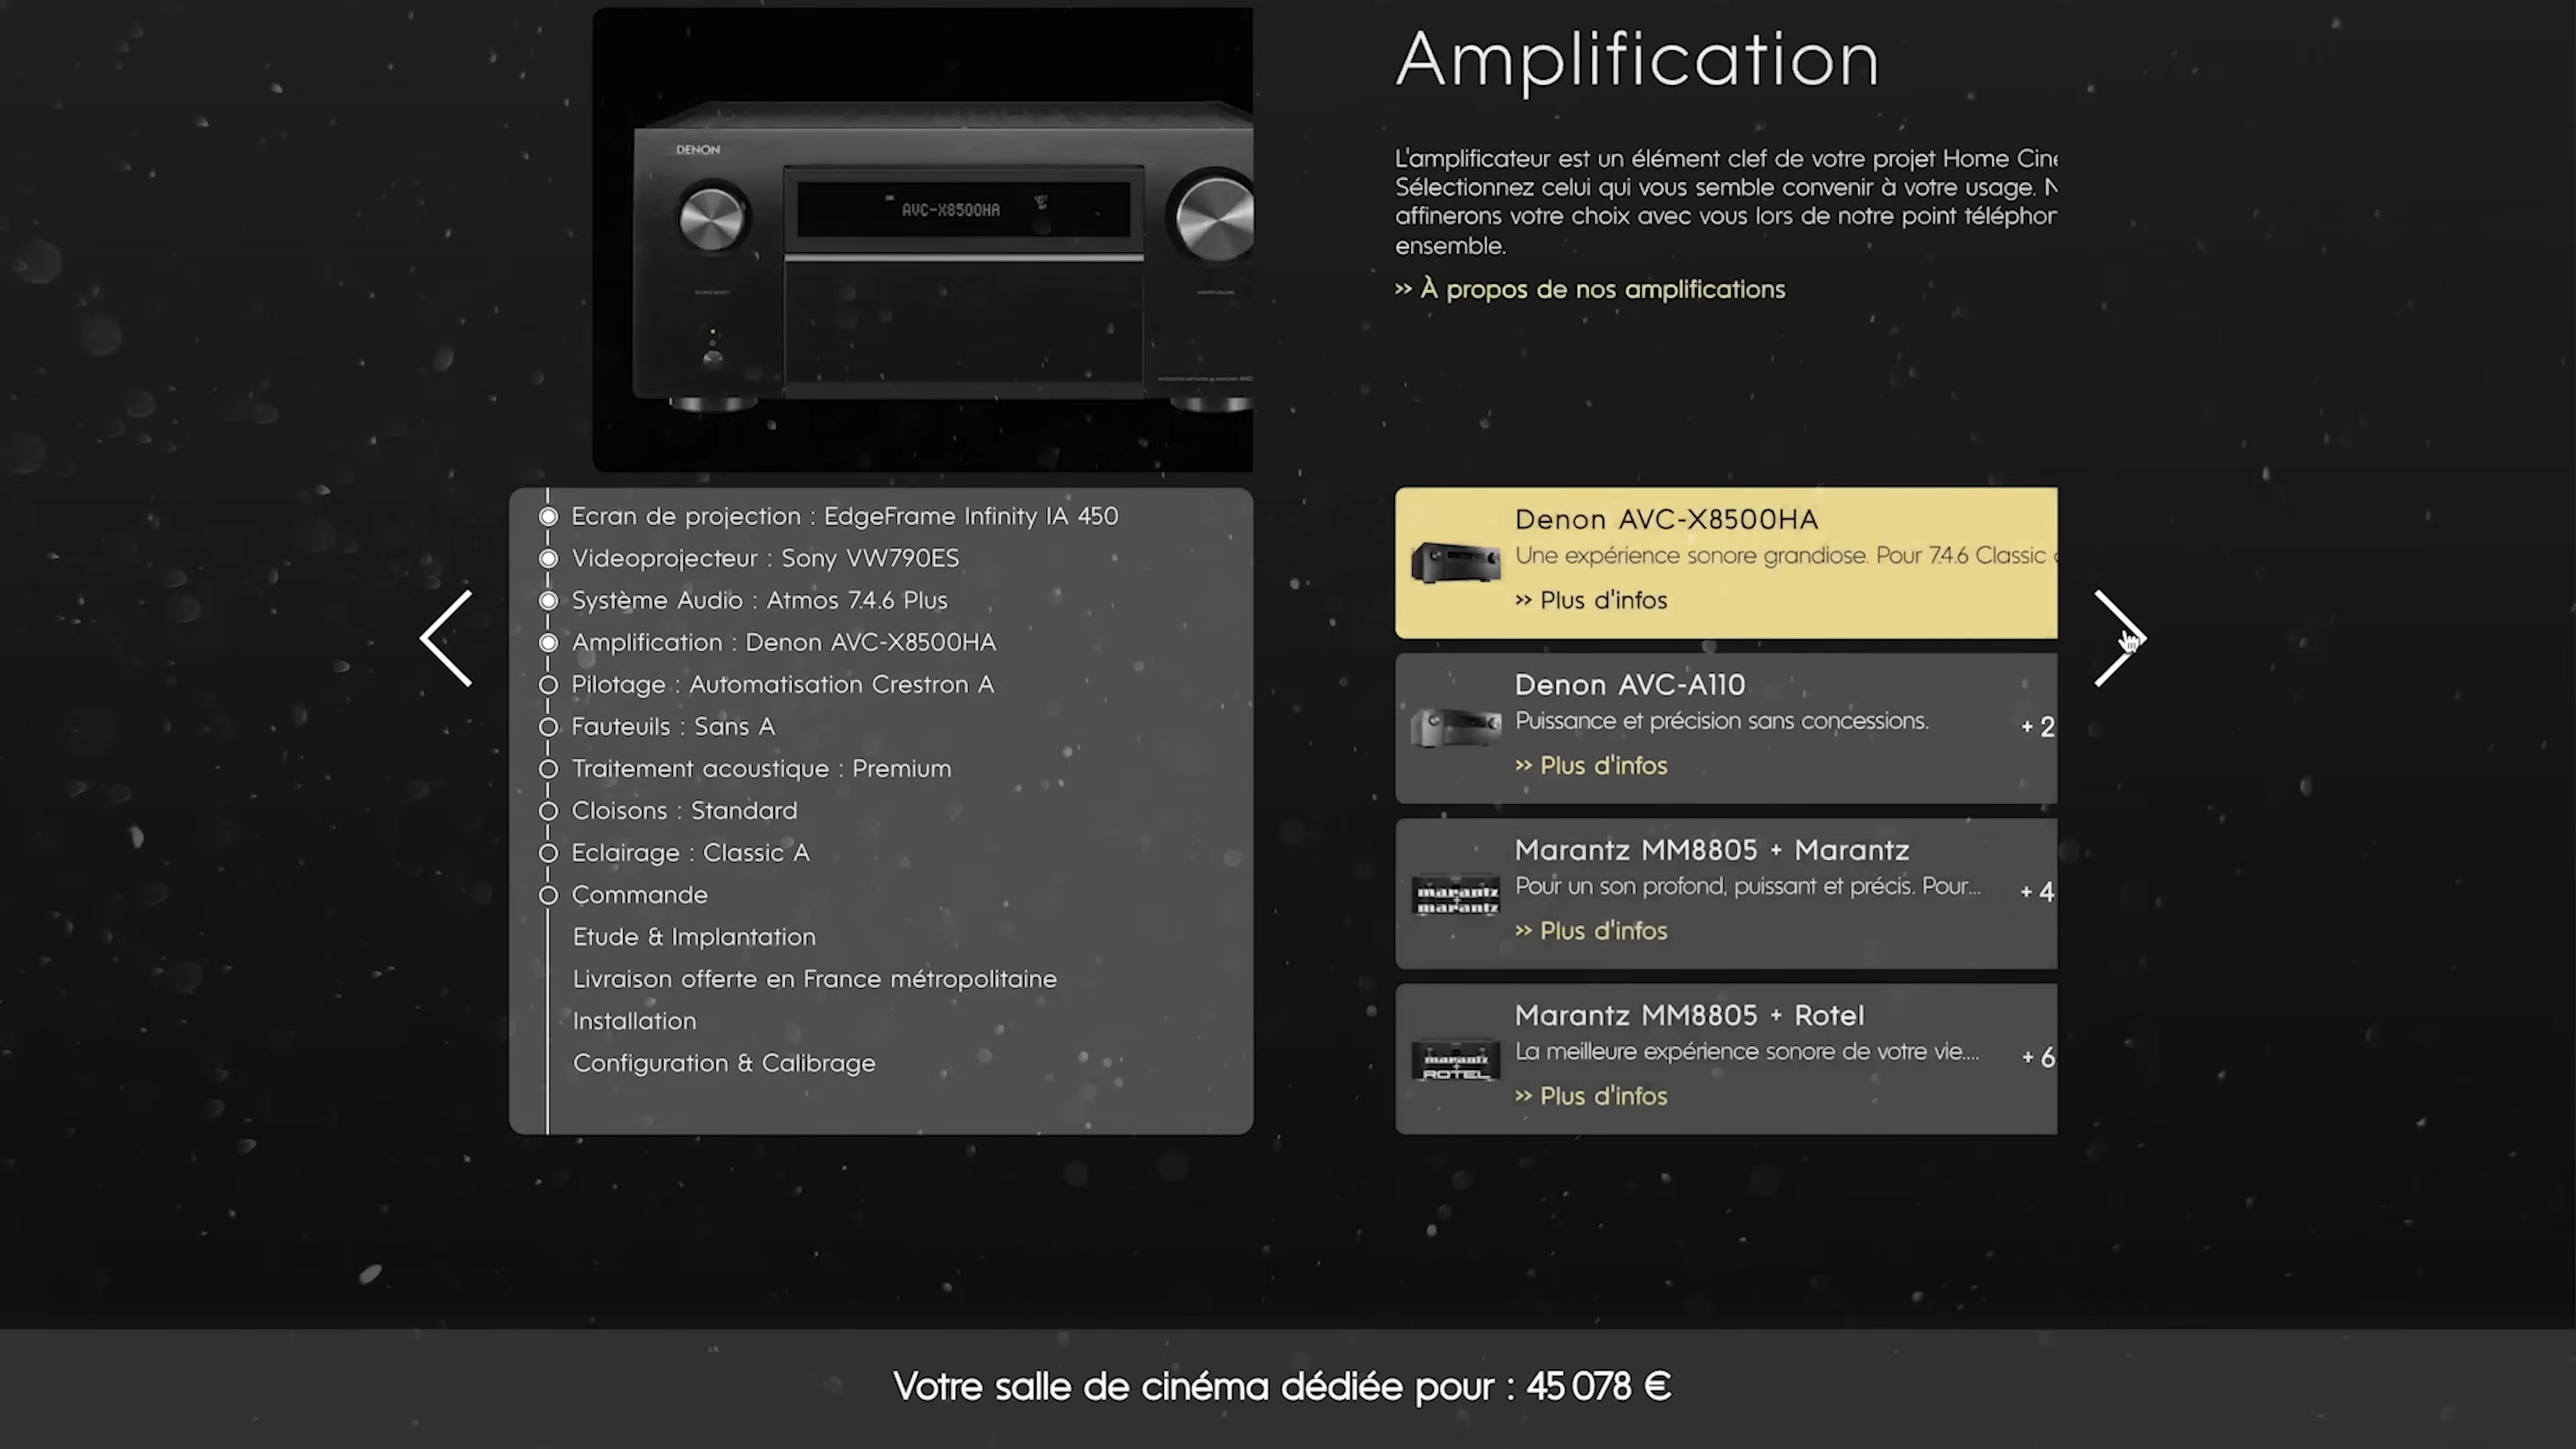 DENON
AVC-X8500HA
Amplification
L'amplificateur est un élément clef de votre projet Home
Sélectionnez celui qui vous semble convenir à votre usage.
affinerons votre choix avec vous lors de notre point
ensemble.
>> À propos de nos amplifications
Ecran de projection : EdgeFrame Infinity IA 450
Videoprojecteur : Sony VW790ES
Système Audio : Atmos 7.4.6 Plus
Amplification : Denon AVC-X8500HA
Pilotage : Automatisation Crestron A
Fauteuils : Sans A
Traitement acoustique : Premium
Cloisons : Standard
Eclairage : Classic A
Commande
Etude & Implantation
Livraison offerte en France métropolitaine
Installation
Configuration & Calibrage
Denon AVC-X8500HA
Une expérience sonore grandiose. Pour 7.4.6 Classic
>> Plus d'infos
Denon AVC-A110
Puissance et précision sans concessions.
+ 2
>> Plus d'infos
marantz
+
marantz
Marantz MM8805 + Marantz
Pour un son profond, puissant et précis. Pour...
+ 4
>> Plus d'infos
marantz
+
ROTEL
Marantz MM8805 + Rotel
La meilleure expérience sonore de votre vie....
+ 6
>> Plus d'infos
Votre salle de cinéma dédiée pour : 45 078 €